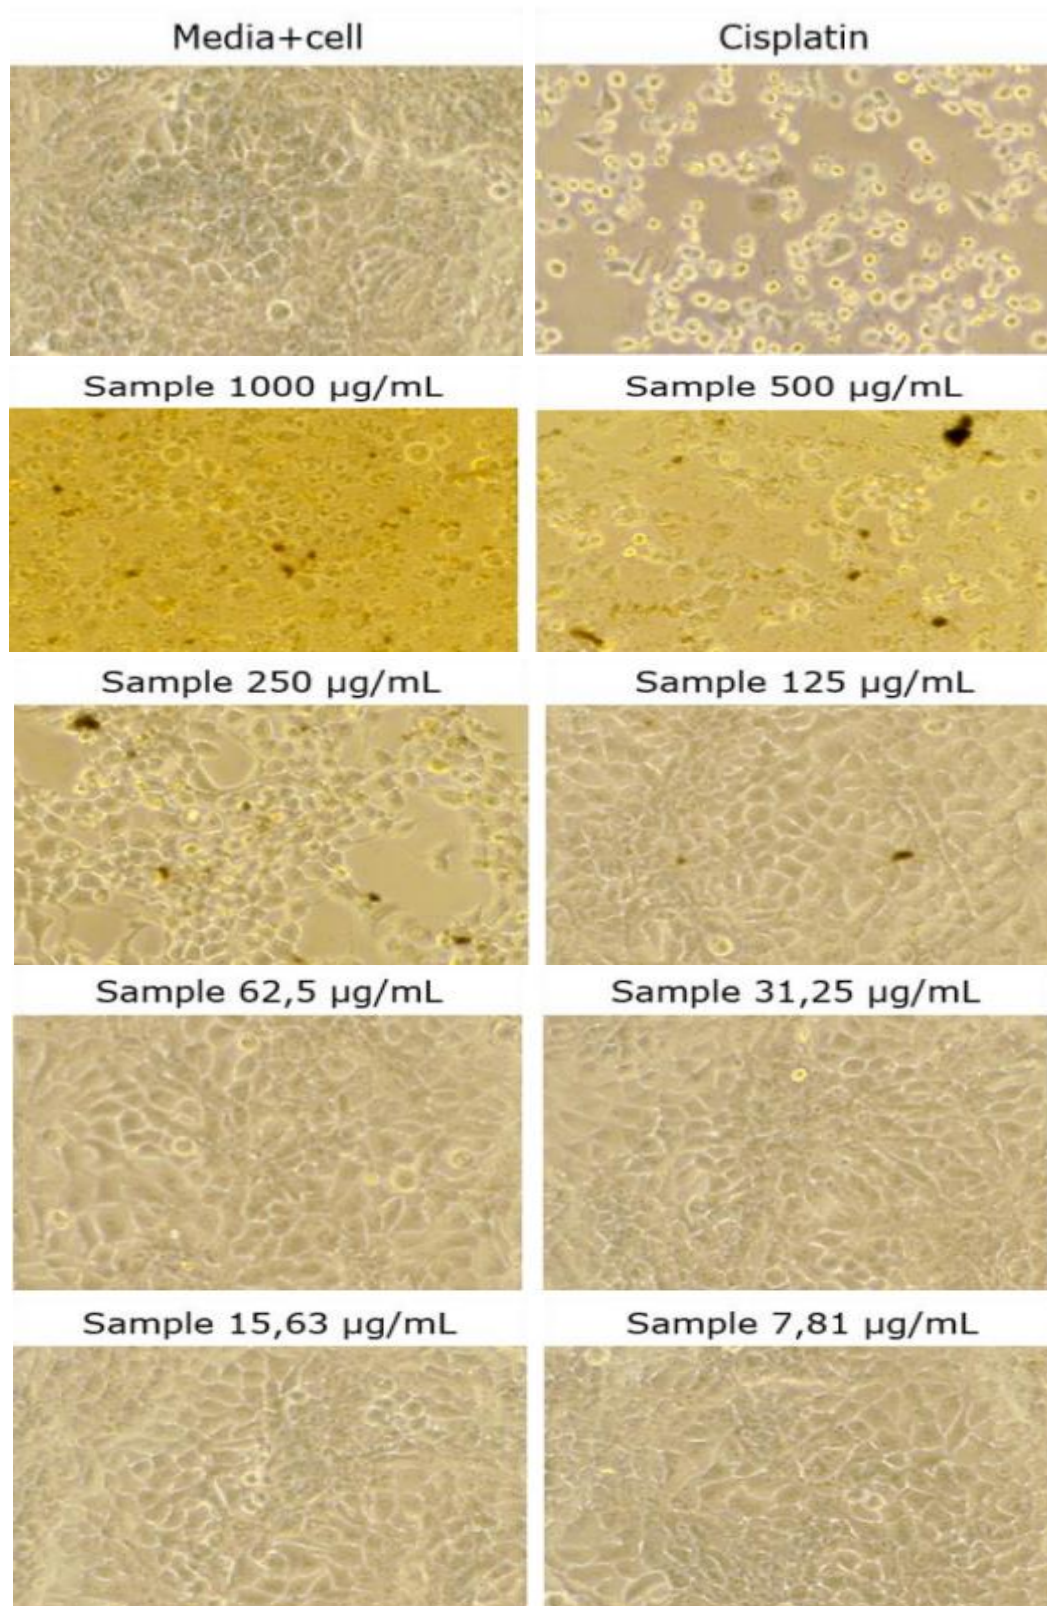 Media+cell
Cisplatin
Sample 1000 µg/mL
Sample 500 µg/mL
Sample 250 µg/mL
Sample 125 µg/mL
Sample 62,5 µg/mL
Sample 31,25 µg/mL
Sample 15,63 µg/mL
Sample 7,81 µg/mL